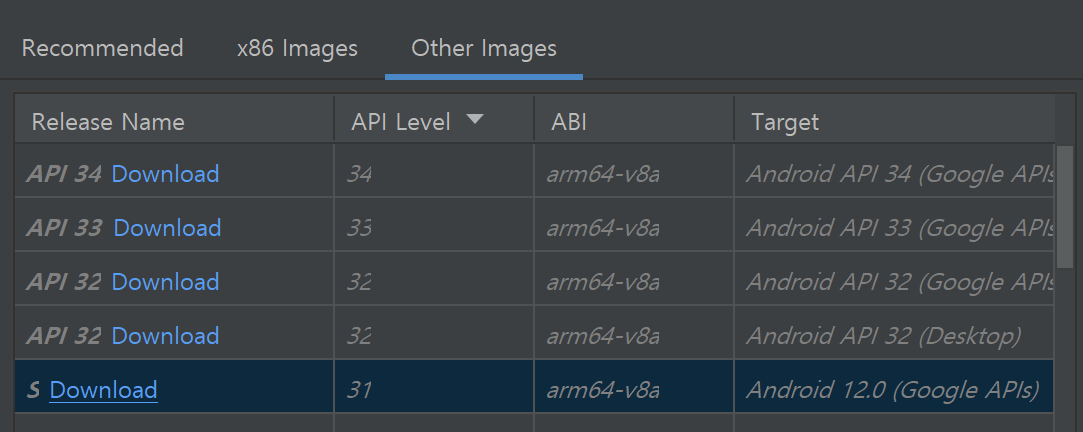 Recommended x86 Images Other Images
Release Name API Level ABI Target
API 34 Download 34 arm64-v8a Android API 34 (Google APIs
API 33 Download 33 arm64-v8a Android API 33 (Google APIs
API 32 Download 32 arm64-v8a Android API 32 (Google APIs
API 32 Download 32 arm64-v8a Android API 32 (Desktop)
S Download 31 arm64-v8a Android 12.0 (Google APIs)